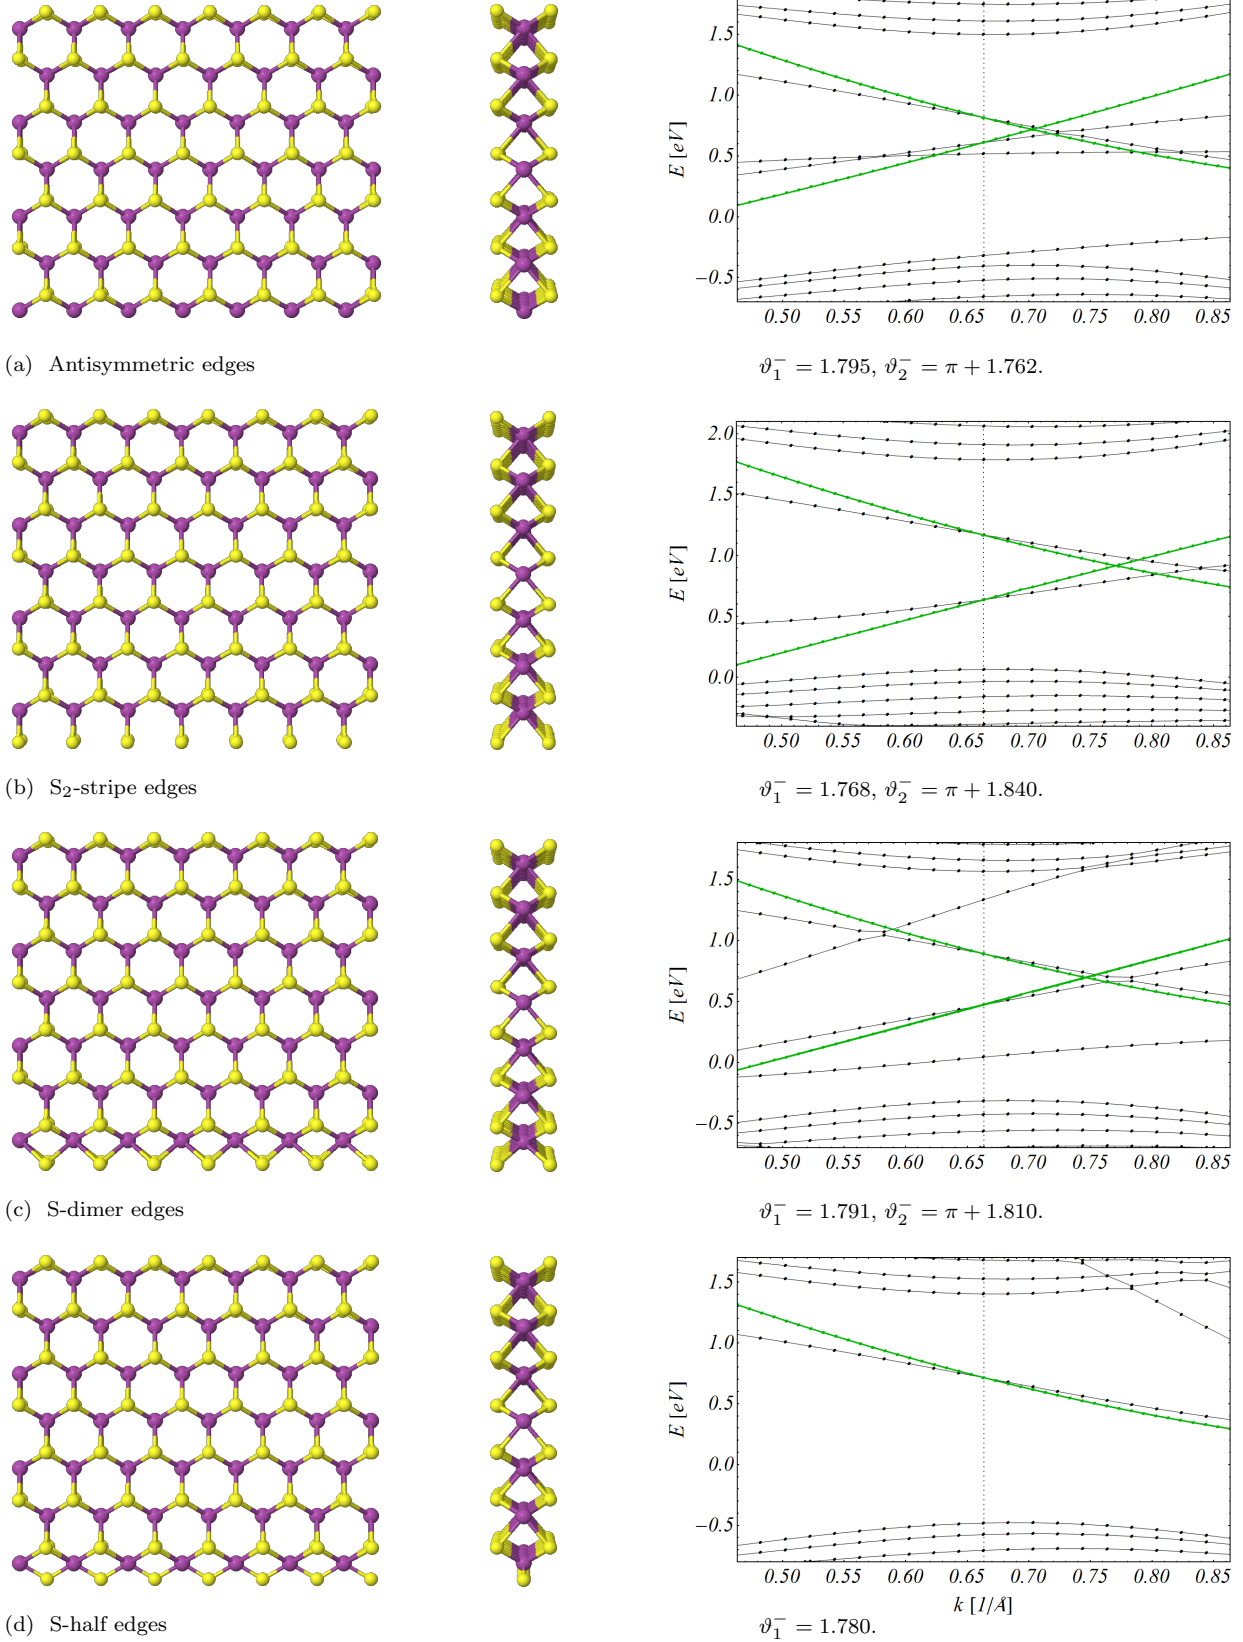 1.5
1.0
0.5
0.0
−0.5
E [eV]
0.50 0.55 0.60 0.65 0.70 0.75 0.80 0.85
(a) Antisymmetric edges
ϑ₁⁻ = 1.795, ϑ₂⁻ = π + 1.762.
2.0
1.5
1.0
0.5
0.0
E [eV]
0.50 0.55 0.60 0.65 0.70 0.75 0.80 0.85
(b) S₂-stripe edges
ϑ₁⁻ = 1.768, ϑ₂⁻ = π + 1.840.
1.5
1.0
0.5
0.0
−0.5
E [eV]
0.50 0.55 0.60 0.65 0.70 0.75 0.80 0.85
(c) S-dimer edges
ϑ₁⁻ = 1.791, ϑ₂⁻ = π + 1.810.
1.5
1.0
0.5
0.0
−0.5
E [eV]
0.50 0.55 0.60 0.65 0.70 0.75 0.80 0.85
k [1/Å]
(d) S-half edges
ϑ₁⁻ = 1.780.